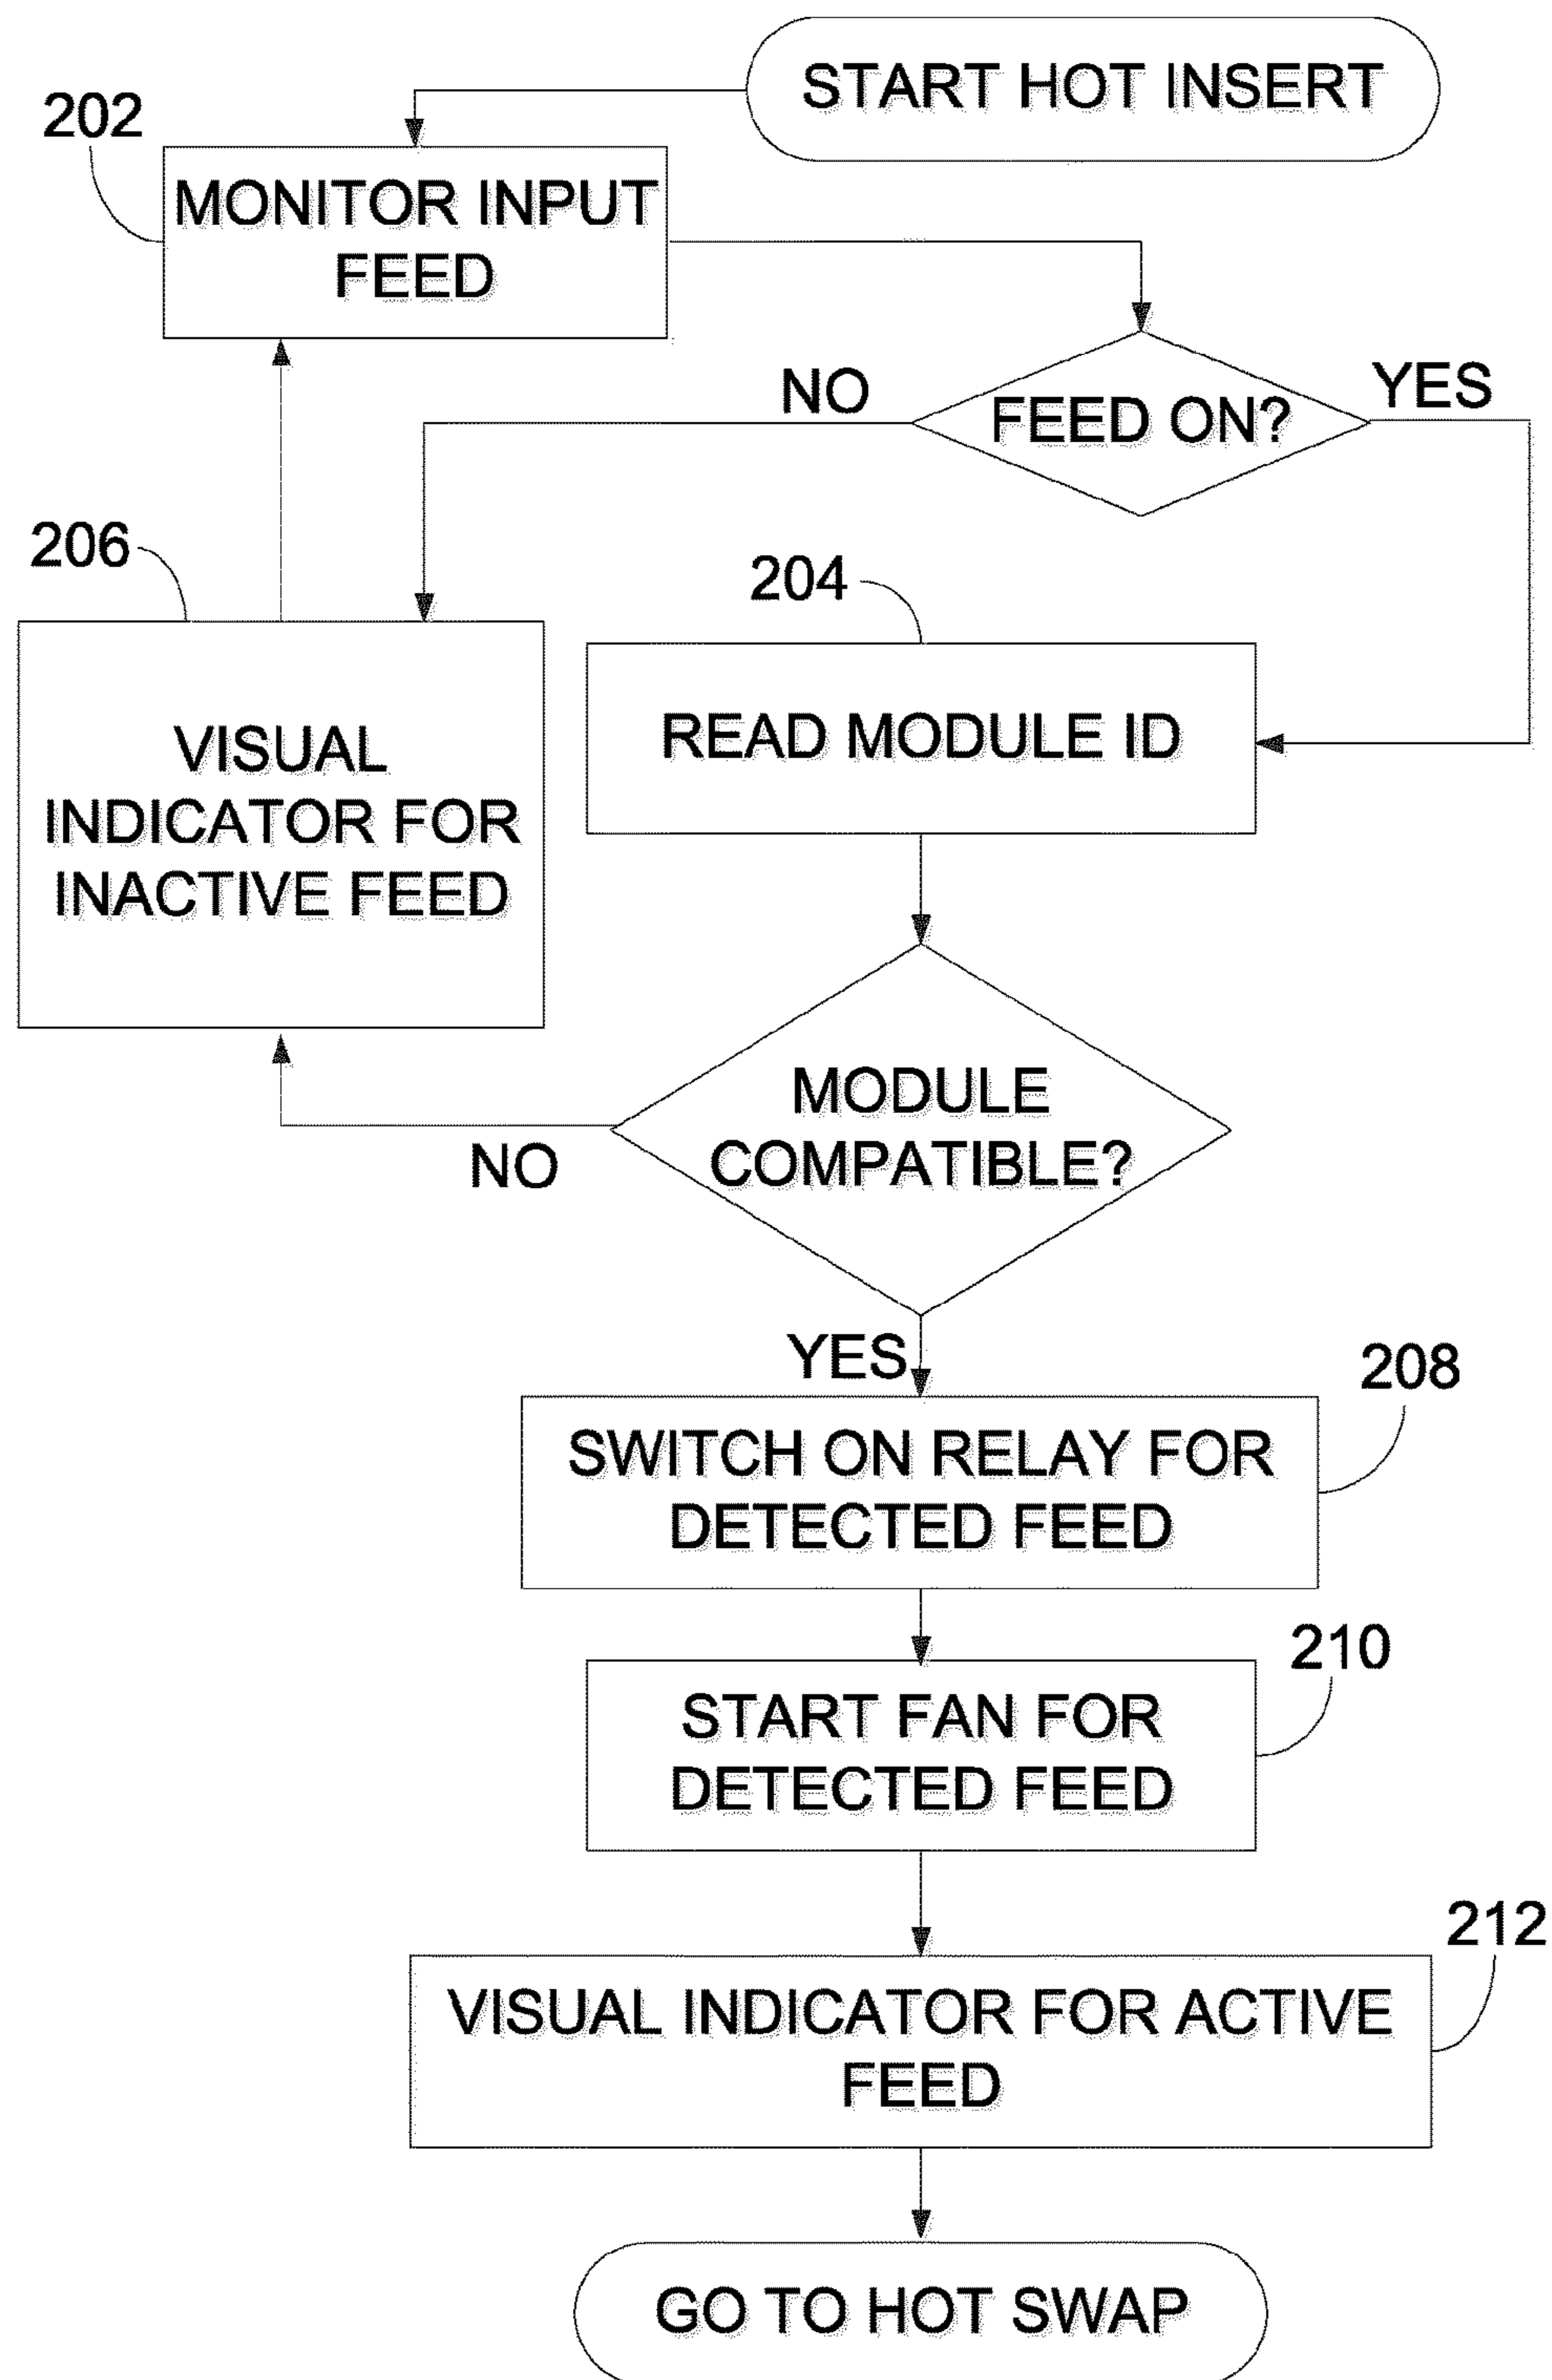 START HOT INSERT
202
MONITOR INPUT
FEED
NO
YES
FEED ON?
206
204
VISUAL
INDICATOR FOR
INACTIVE FEED
READ MODULE ID
MODULE
COMPATIBLE?
NO
YES
208
SWITCH ON RELAY FOR
DETECTED FEED
210
START FAN FOR
DETECTED FEED
212
VISUAL INDICATOR FOR ACTIVE
FEED
GO TO HOT SWAP